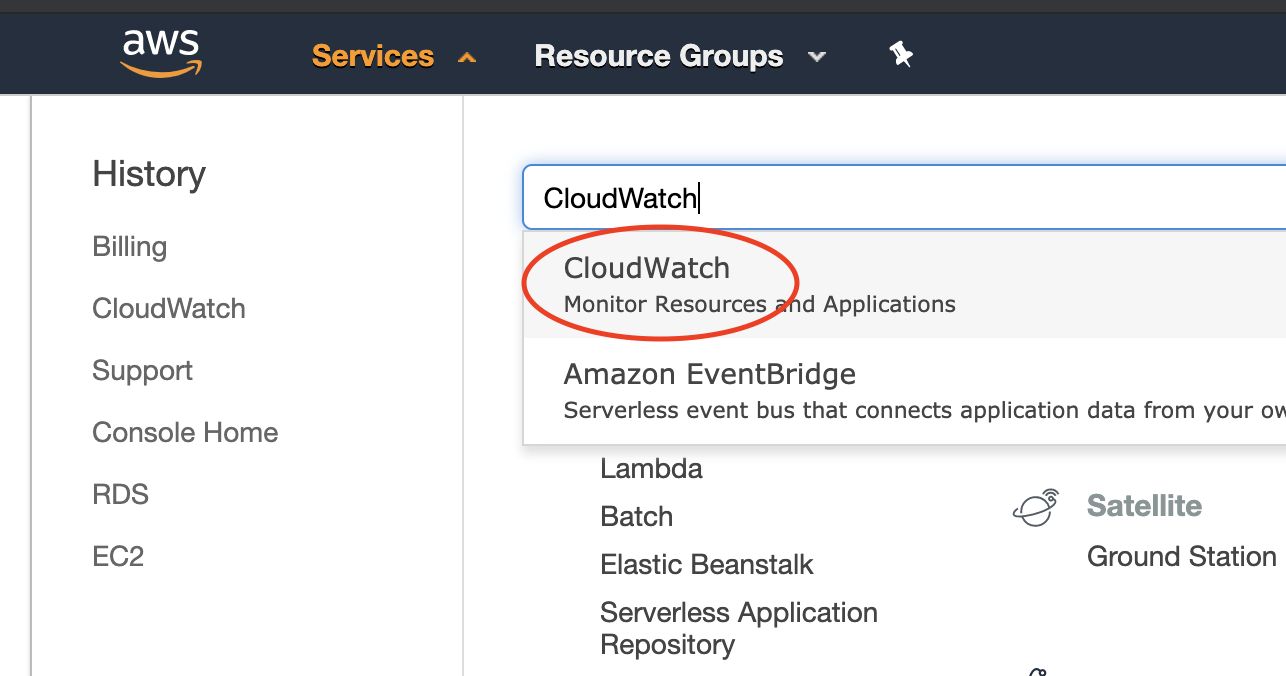 aws
Services
Resource Groups
History
Billing
CloudWatch
Support
Console Home
RDS
EC2
CloudWatch
CloudWatch
Monitor Resources and Applications
Amazon EventBridge
Serverless event bus that connects application data from your
Lambda
Batch
Elastic Beanstalk
Serverless Application
Repository
Satellite
Ground Station